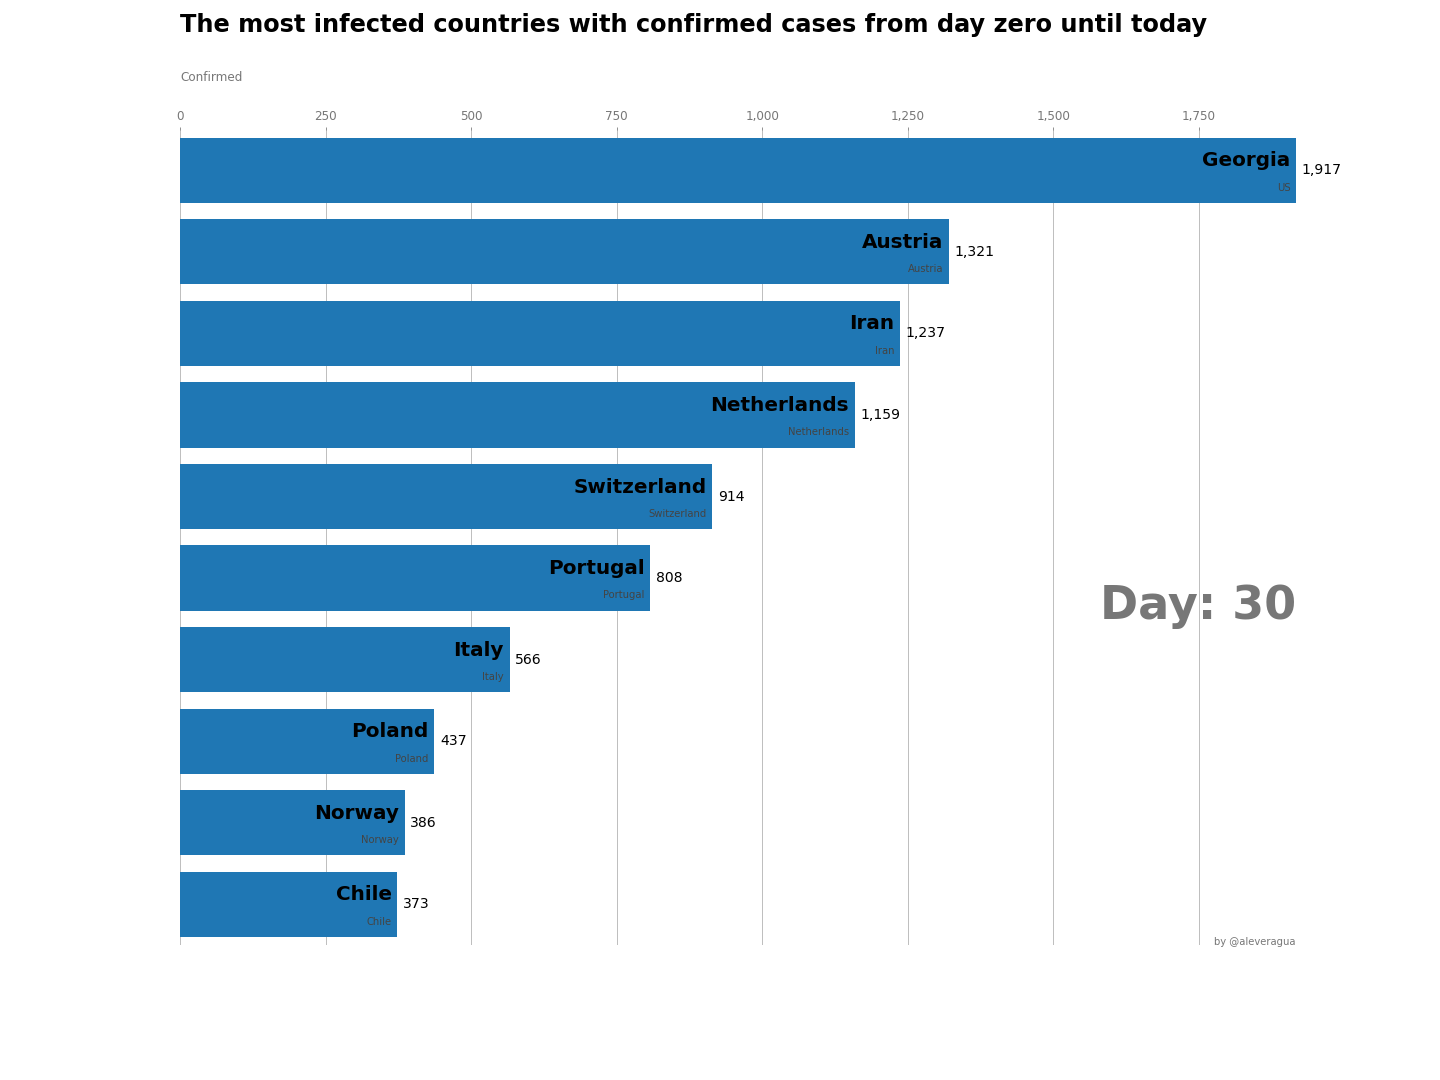 The most infected countries with confirmed cases from day zero until today
Confirmed
0 250 500 750 1,000 1,250 1,500 1,750
Georgia
US
1,917
Austria
Austria
1,321
Iran
Iran
1,237
Netherlands
Netherlands
1,159
Switzerland
Switzerland
914
Portugal
Portugal
808
Day: 30
Italy
Italy
566
Poland
Poland
437
Norway
Norway
386
Chile
Chile
373
by @aleveragua